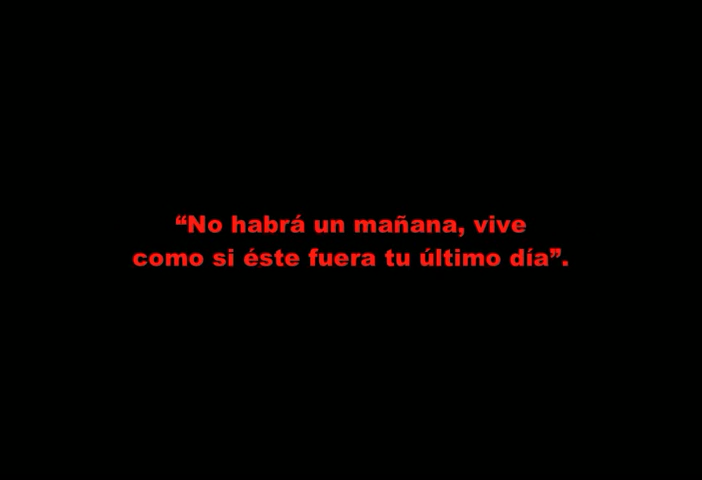 “No habrá un mañana, vive
como si éste fuera tu último día”.